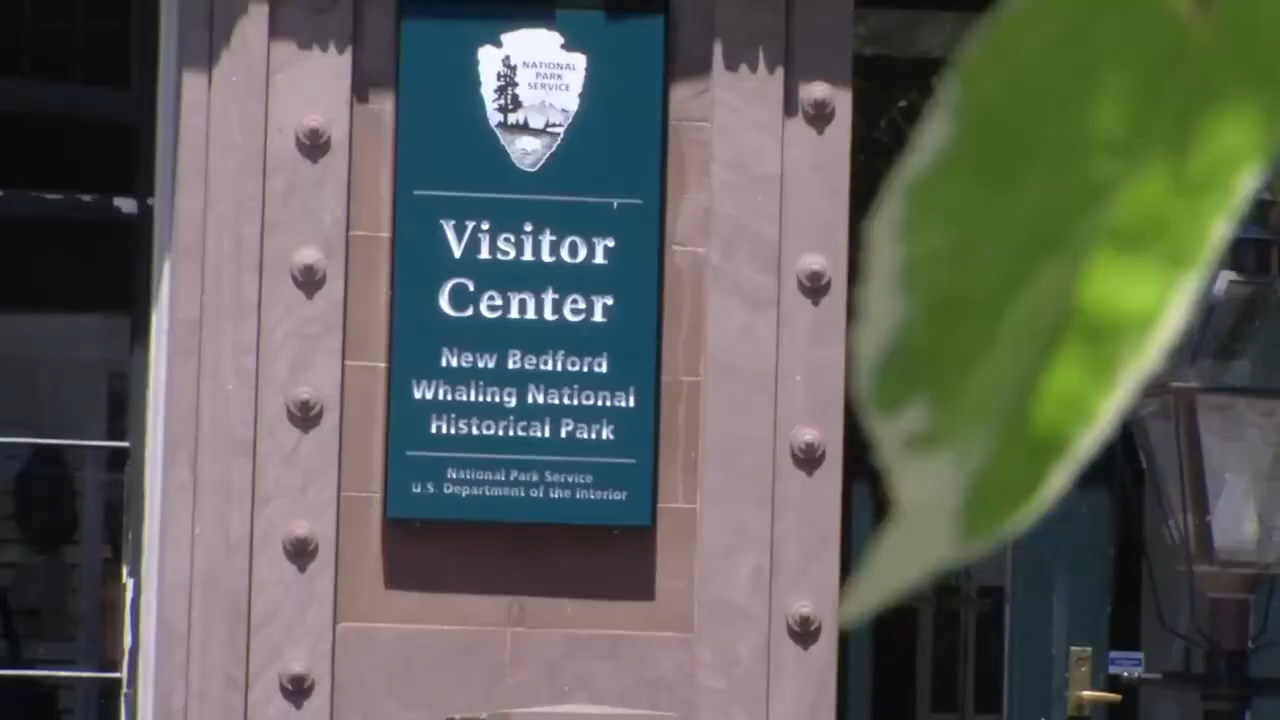 NATIONAL
PARK
SERVICE
Visitor
Center
New Bedford
Whaling National
Historical Park
National Park Service
U.S. Department of the Interior